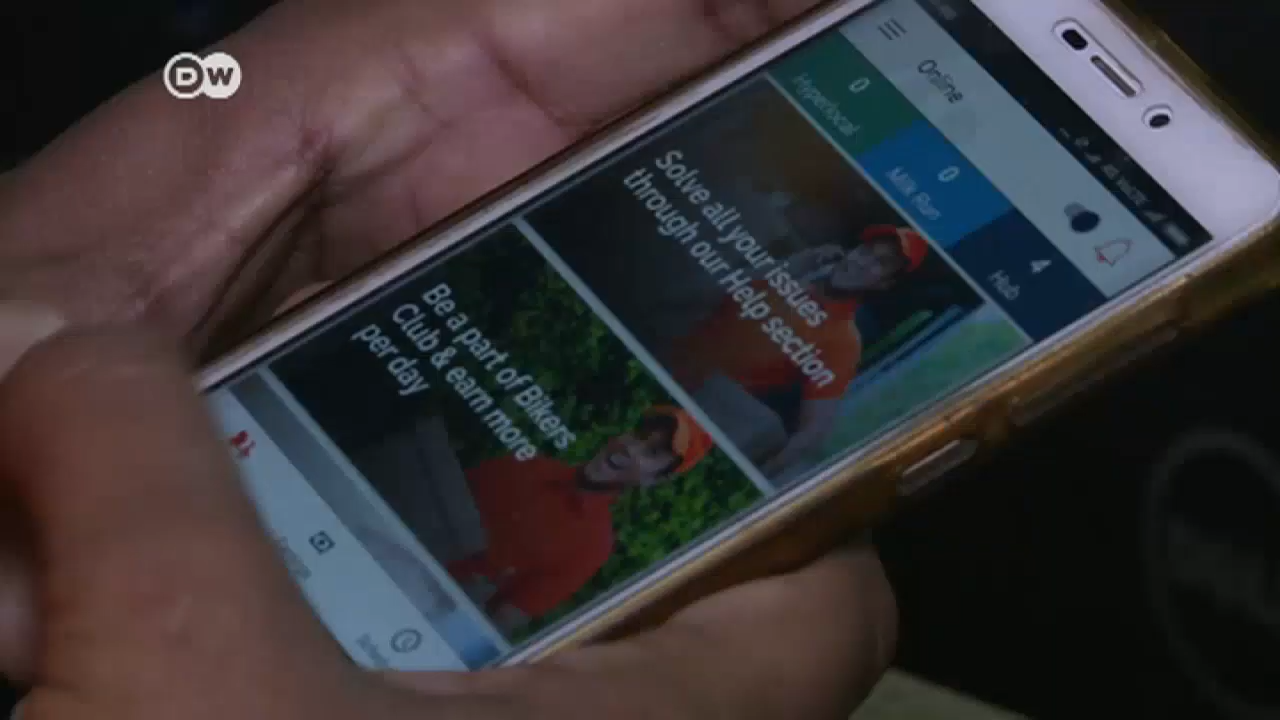 DW
Online
0
Hyperlocal
0
Milk Run
4
Hub
Solve all your issues
through our Help section
Be a part of Bikers
Club & earn more
per day